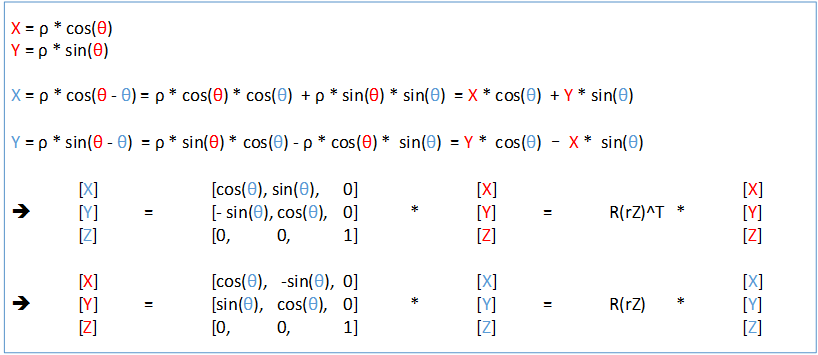 X = ρ * cos(θ)
Y = ρ * sin(θ)
X = ρ * cos(θ - θ) = ρ * cos(θ) * cos(θ) + ρ * sin(θ) * sin(θ) = X * cos(θ) + Y * sin(θ)
Y = ρ * sin(θ - θ) = ρ * sin(θ) * cos(θ) - ρ * cos(θ) * sin(θ) = Y * cos(θ) − X * sin(θ)
[X] [cos(θ), sin(θ), 0] [X] [X]
➔ [Y] = [- sin(θ), cos(θ), 0] * [Y] = R(rZ)^T * [Y]
[Z] [0, 0, 1] [Z] [Z]
[X] [cos(θ), -sin(θ), 0] [X] [X]
➔ [Y] = [sin(θ), cos(θ), 0] * [Y] = R(rZ) * [Y]
[Z] [0, 0, 1] [Z] [Z]